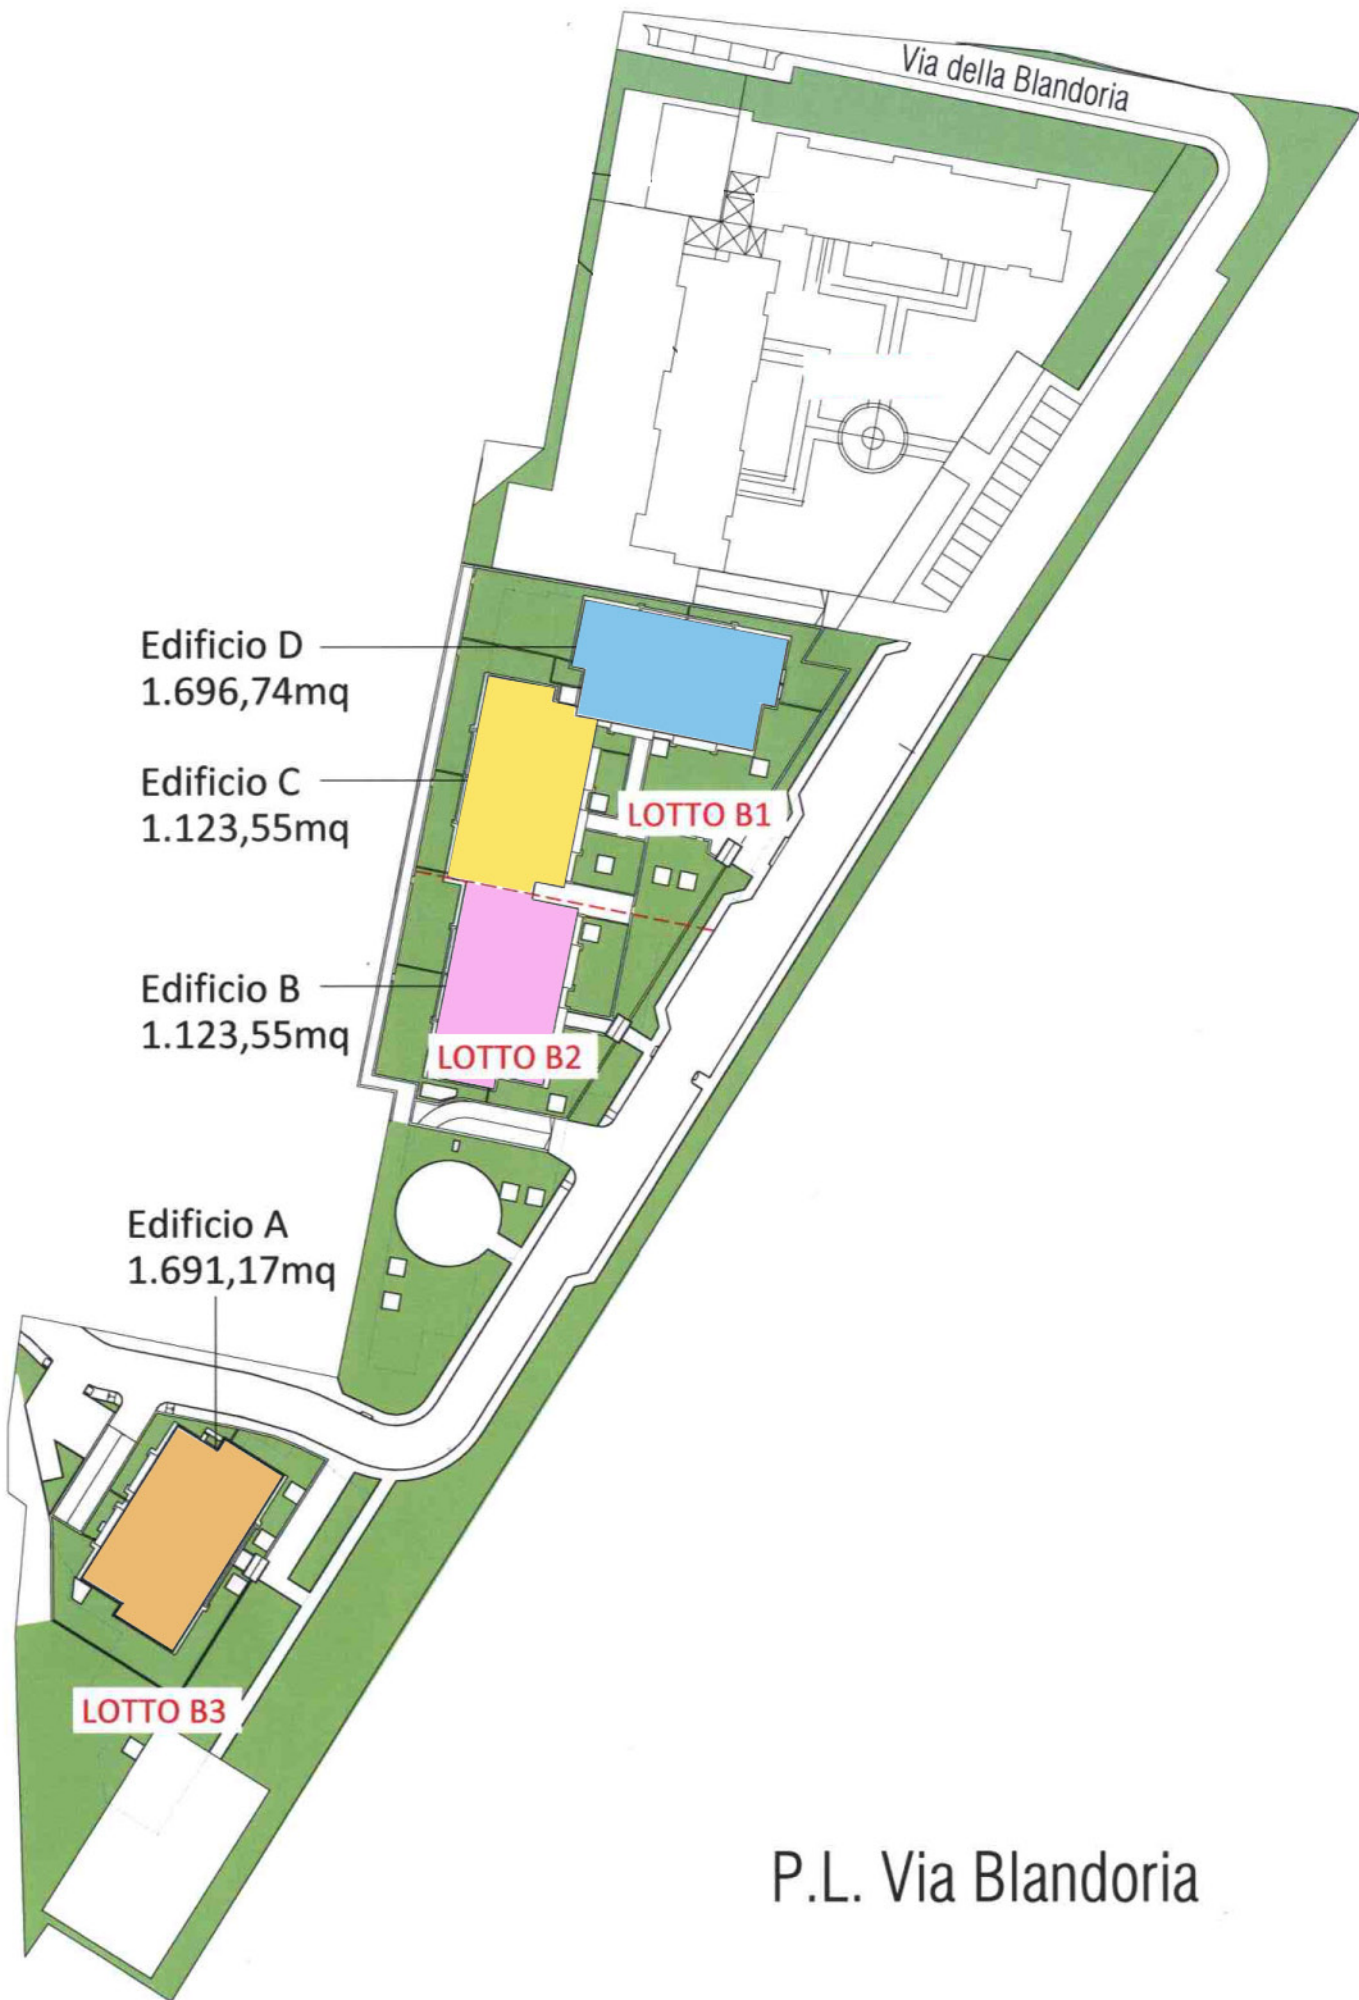 Via della Blandoria
Edificio D
1.696,74mq
Edificio C
1.123,55mq
LOTTO B1
Edificio B
1.123,55mq
LOTTO B2
Edificio A
1.691,17mq
LOTTO B3
P.L. Via Blandoria